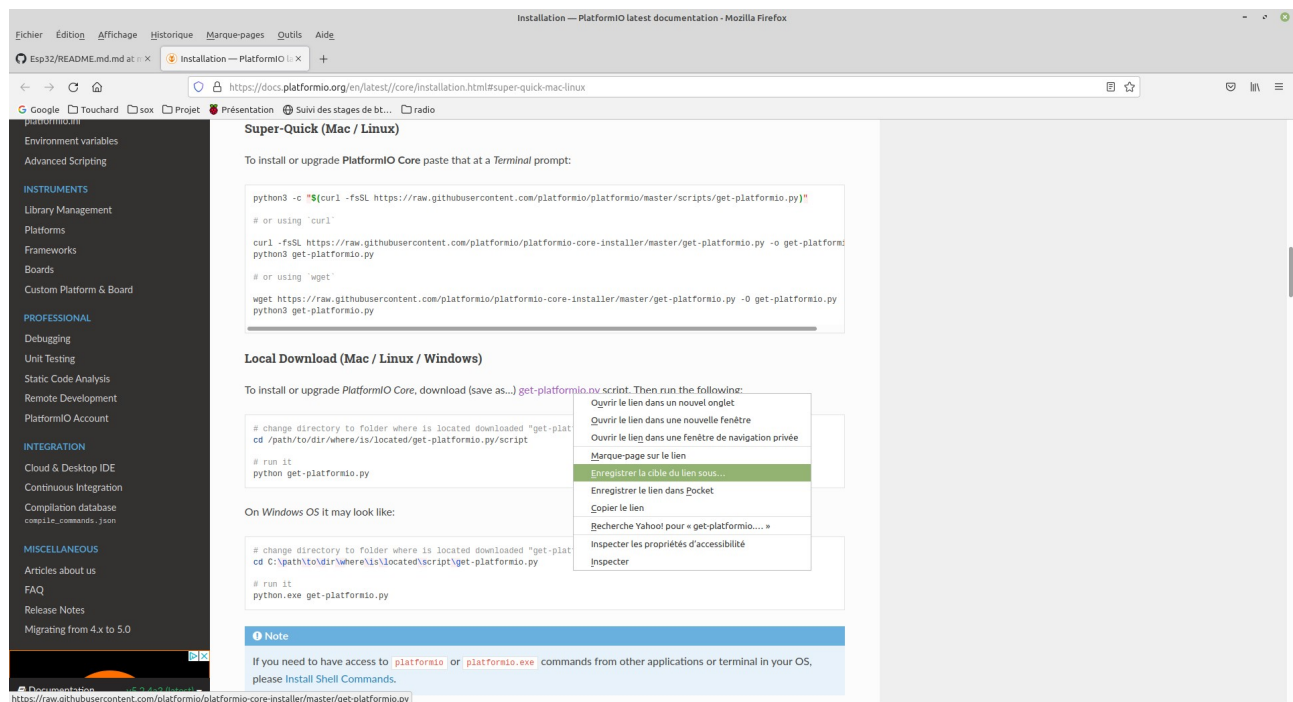 Installation — PlatformIO latest documentation - Mozilla Firefox
Fichier Édition Affichage Historique Marque-pages Outils Aide
Esp32/README.md.md at Installation — PlatformIO
https://docs.platformio.org/en/latest//core/installation.html#super-quick-mac-linux
Google Touchard sox Projet Présentation Suivi des stages de bt... radio
platformio.ini
Environment variables
Advanced Scripting
INSTRUMENTS
Library Management
Platforms
Frameworks
Boards
Custom Platform & Board
PROFESSIONAL
Debugging
Unit Testing
Static Code Analysis
Remote Development
PlatformIO Account
INTEGRATION
Cloud & Desktop IDE
Continuous Integration
Compilation database
compile_commands.json
MISCELLANEOUS
Articles about us
FAQ
Release Notes
Migrating from 4.x to 5.0
Documentation
Super-Quick (Mac / Linux)
To install or upgrade PlatformIO Core paste that at a Terminal prompt:
python3 -c "$(curl -fsSL https://raw.githubusercontent.com/platformio/platformio/master/scripts/get-platformio.py)"
# or using `curl`
curl -fsSL https://raw.githubusercontent.com/platformio/platformio-core-installer/master/get-platformio.py -o get-platformi
python3 get-platformio.py
# or using `wget`
wget https://raw.githubusercontent.com/platformio/platformio-core-installer/master/get-platformio.py -O get-platformio.py
python3 get-platformio.py
Local Download (Mac / Linux / Windows)
To install or upgrade PlatformIO Core, download (save as...) get-platformio.py script. Then run the following:
# change directory to folder where is located downloaded "get-plat
cd /path/to/dir/where/is/located/get-platformio.py/script
# run it
python get-platformio.py
On Windows OS it may look like:
# change directory to folder where is located downloaded "get-plat
cd C:\path\to\dir\where\is\located\script\get-platformio.py
# run it
python.exe get-platformio.py
Note
If you need to have access to platformio or platformio.exe commands from other applications or terminal in your OS,
please Install Shell Commands.
Ouvrir le lien dans un nouvel onglet
Ouvrir le lien dans une nouvelle fenêtre
Ouvrir le lien dans une fenêtre de navigation privée
Marque-page sur le lien
Enregistrer la cible du lien sous…
Enregistrer le lien dans Pocket
Copier le lien
Recherche Yahoo! pour « get-platformio.… »
Inspecter les propriétés d'accessibilité
Inspecter
https://raw.githubusercontent.com/platformio/platformio-core-installer/master/get-platformio.py